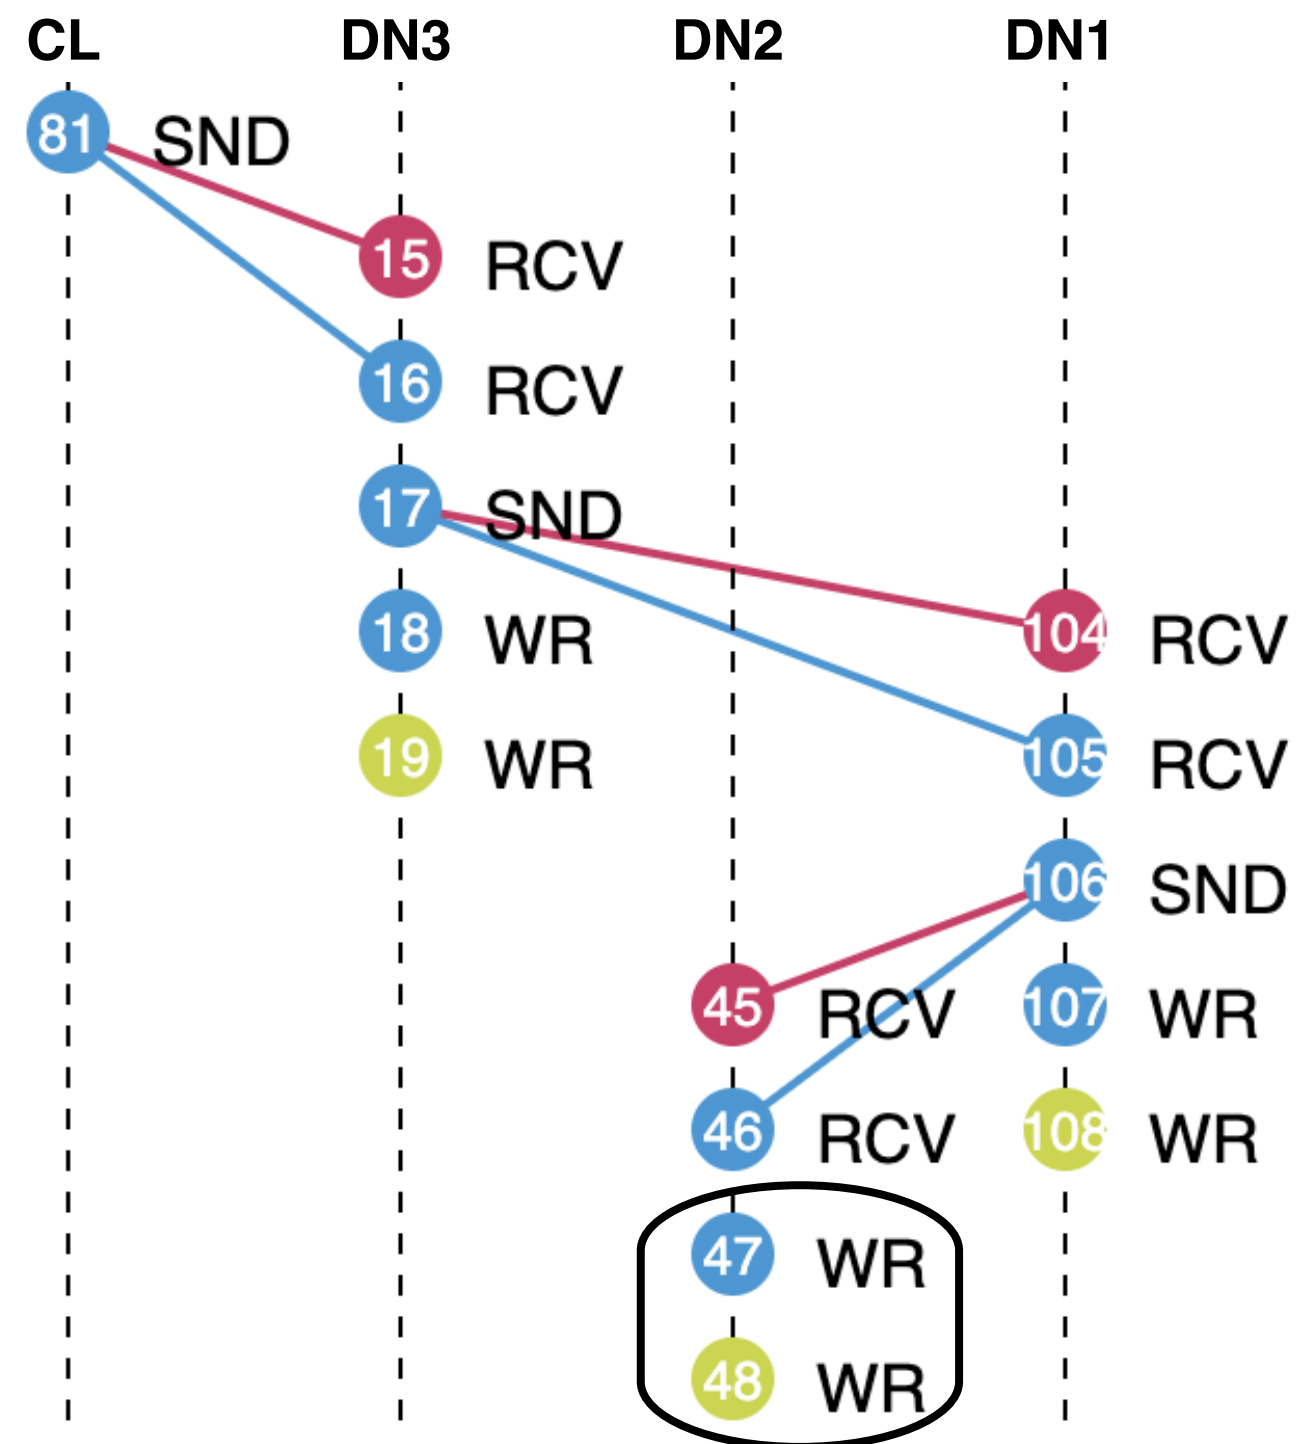 CL DN3 DN2 DN1
81 SND
15 RCV
16 RCV
17 SND
18 WR 104 RCV
19 WR 105 RCV
106 SND
45 RCV 107 WR
46 RCV 108 WR
47 WR
48 WR